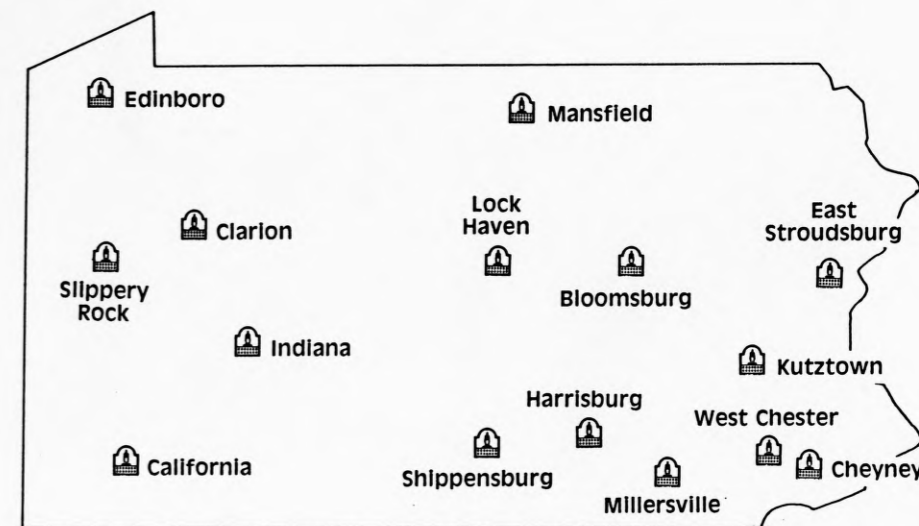 Edinboro
Mansfield
Lock
Haven
East
Stroudsburg
Clarion
Slippery
Rock
Bloomsburg
Indiana
Kutztown
Harrisburg
West Chester
California
Shippensburg
Millersville
Cheyney